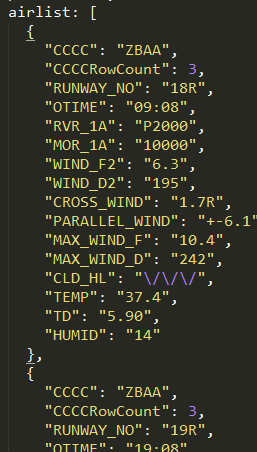 airlist: [
{
"CCCC": "ZBAA",
"CCCCRowCount": 3,
"RUNWAY_NO": "18R",
"OTIME": "09:08",
"RVR_1A": "P2000",
"MOR_1A": "10000",
"WIND_F2": "6.3",
"WIND_D2": "195",
"CROSS_WIND": "1.7R",
"PARALLEL_WIND": "+-6.1"
"MAX_WIND_F": "10.4",
"MAX_WIND_D": "242",
"CLD_HL": "\/\/\/",
"TEMP": "37.4",
"TD": "5.90",
"HUMID": "14"
},
{
"CCCC": "ZBAA",
"CCCCRowCount": 3,
"RUNWAY_NO": "19R",
"OTIME": "19:08"